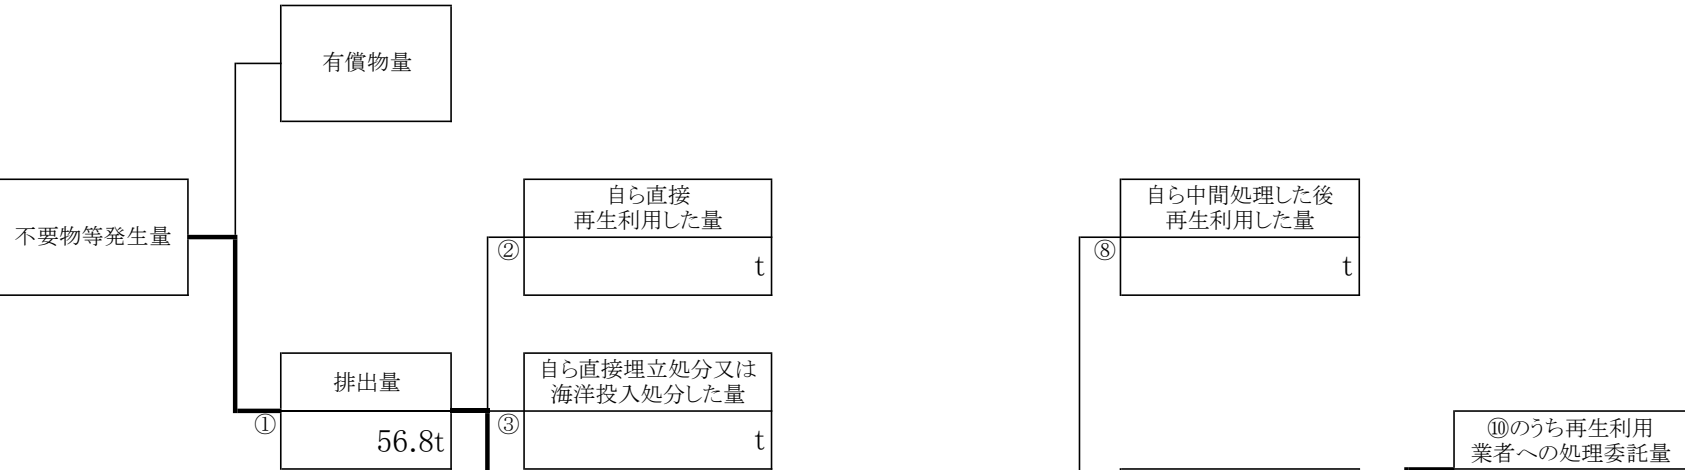 有償物量
不要物等発生量
自ら直接
再生利用した量
②
t
自ら中間処理した後
再生利用した量
⑧
t
排出量
①
56.8t
自ら直接埋立処分又は
海洋投入処分した量
③
t
⑩のうち再生利用
業者への処理委託量